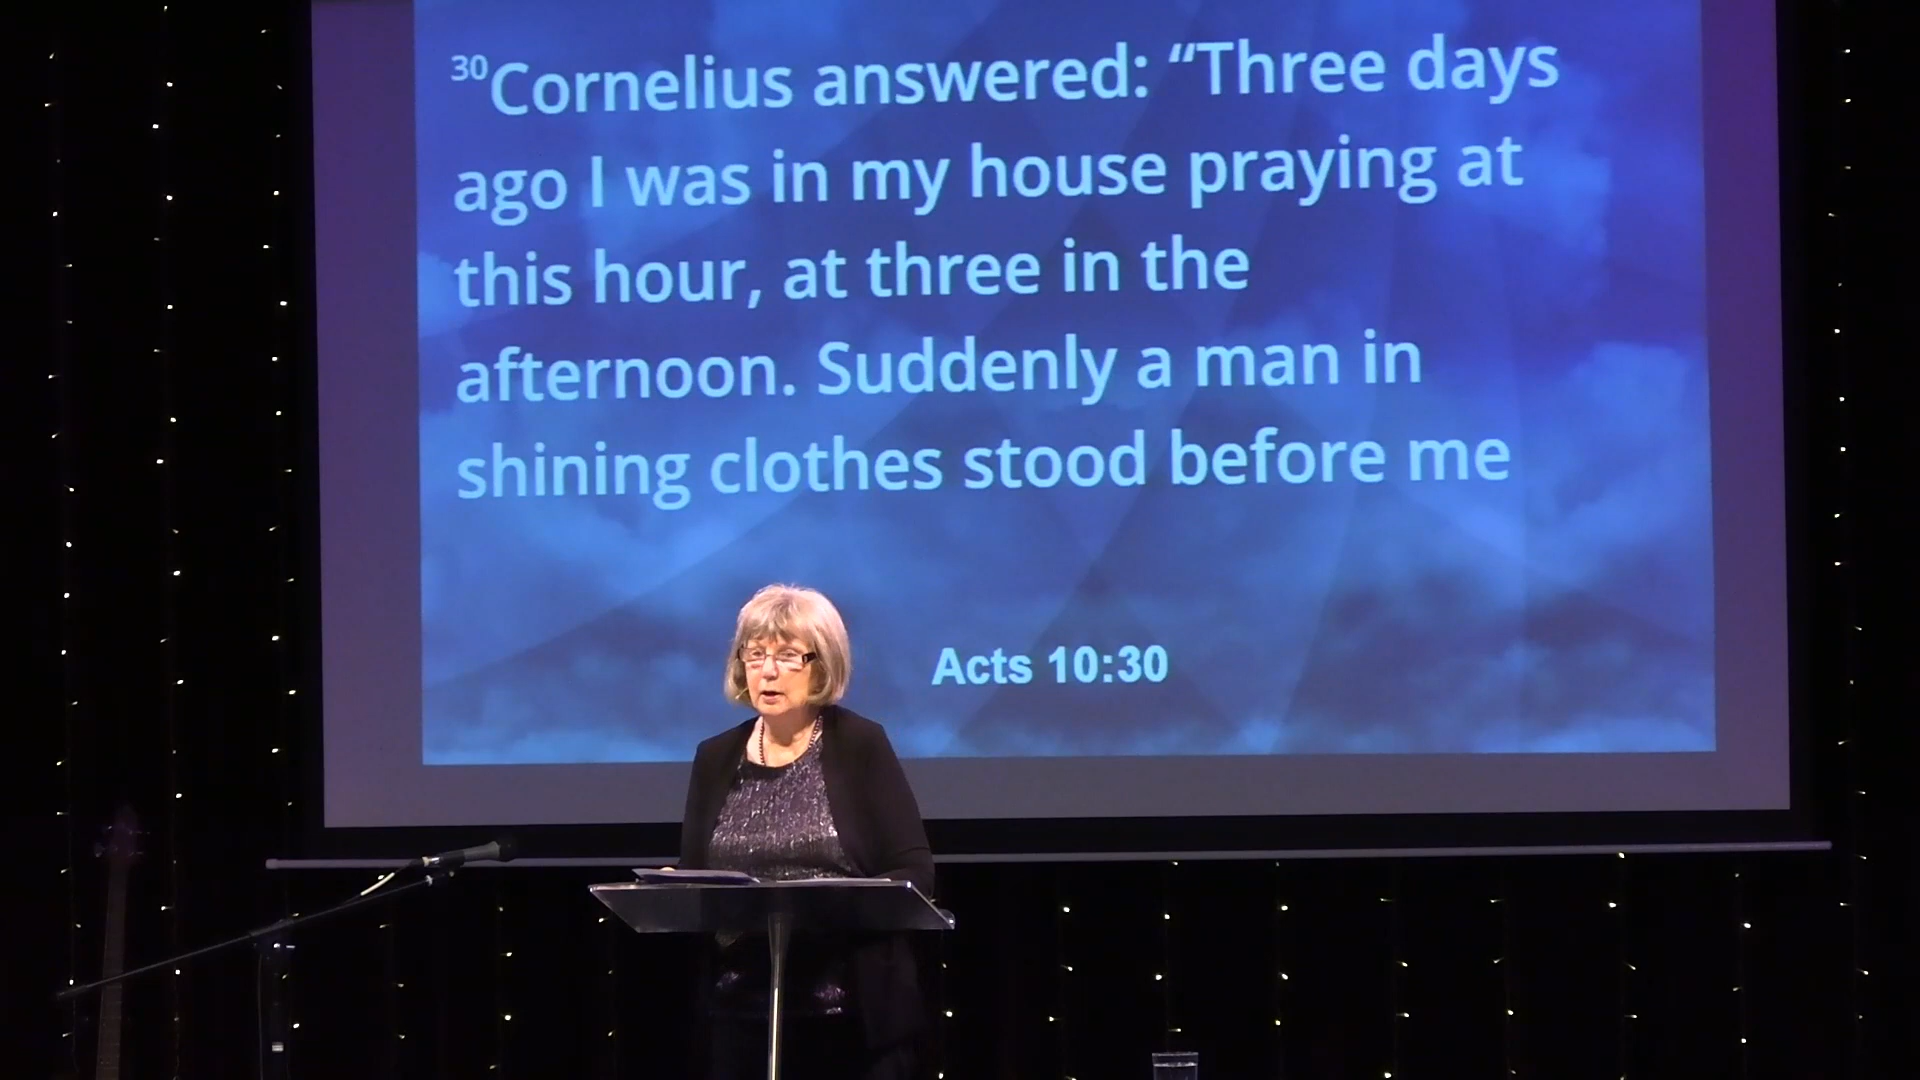 30Cornelius answered: “Three days
ago I was in my house praying at
this hour, at three in the
afternoon. Suddenly a man in
shining clothes stood before me
Acts 10:30